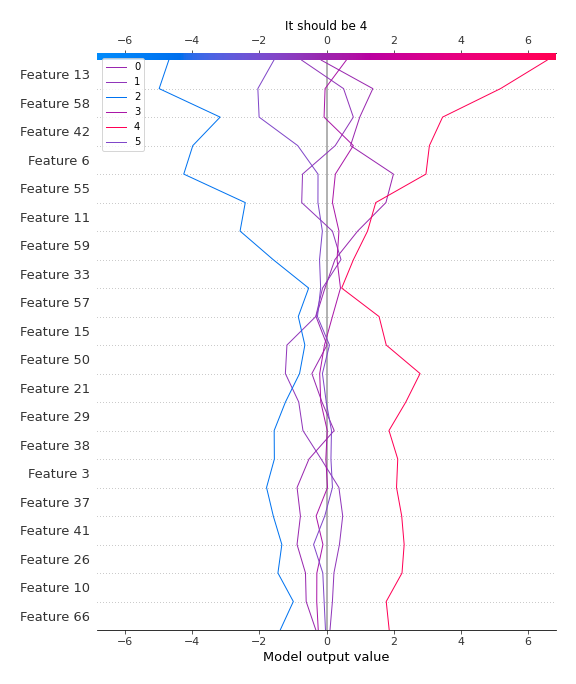 It should be 4
−6 −4 −2 0 2 4 6
0
1
2
3
4
5
Feature 13
Feature 58
Feature 42
Feature 6
Feature 55
Feature 11
Feature 59
Feature 33
Feature 57
Feature 15
Feature 50
Feature 21
Feature 29
Feature 38
Feature 3
Feature 37
Feature 41
Feature 26
Feature 10
Feature 66
−6 −4 −2 0 2 4 6
Model output value